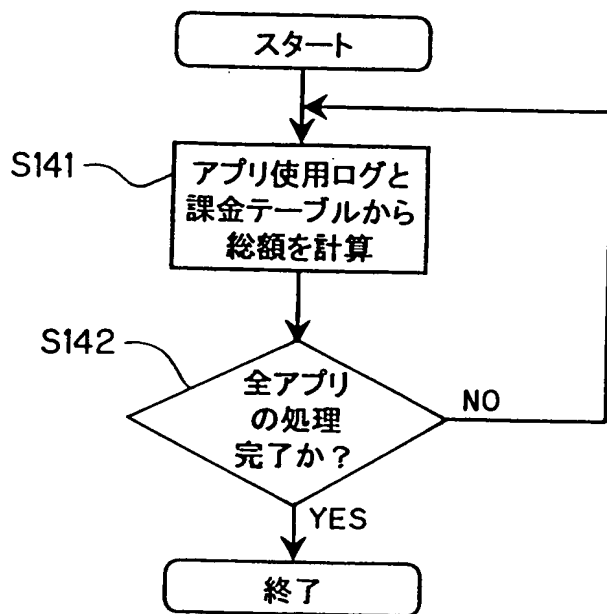 スタート
S141
アプリ使用ログと
課金テーブルから
総額を計算
S142
全アプリ
の処理
完了か?
NO
YES
終了